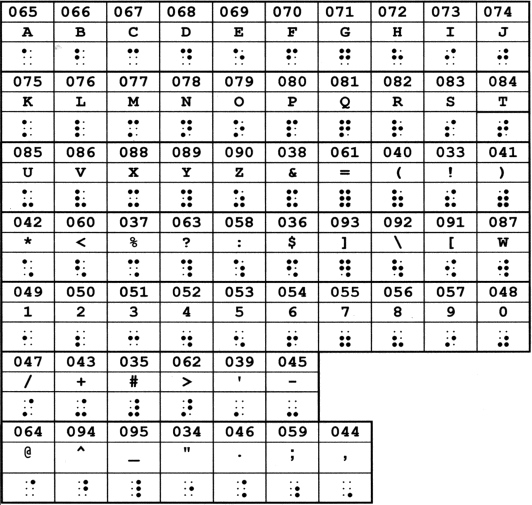 065 066 067 068 069 070 071 072 073 074
A B C D E F G H I J
⠁ ⠃ ⠉ ⠙ ⠑ ⠋ ⠛ ⠓ ⠊ ⠚
075 076 077 078 079 080 081 082 083 084
K L M N O P Q R S T
⠅ ⠇ ⠍ ⠝ ⠕ ⠏ ⠟ ⠗ ⠎ ⠞
085 086 088 089 090 038 061 040 033 041
U V X Y Z & = ( ! )
⠥ ⠧ ⠭ ⠽ ⠵ ⠯ ⠿ ⠷ ⠮ ⠾
042 060 037 063 058 036 093 092 091 087
* < % ? : $ ] \ [ W
⠡ ⠣ ⠩ ⠹ ⠱ ⠫ ⠻ ⠳ ⠪ ⠺
049 050 051 052 053 054 055 056 057 048
1 2 3 4 5 6 7 8 9 0
⠂ ⠆ ⠒ ⠲ ⠢ ⠖ ⠶ ⠦ ⠔ ⠴
047 043 035 062 039 045
/ + # > ' -
⠌ ⠬ ⠼ ⠜ ⠄ ⠤
064 094 095 034 046 059 044
@ ^ _ " . ; ,
⠈ ⠘ ⠸ ⠐ ⠨ ⠰ ⠠